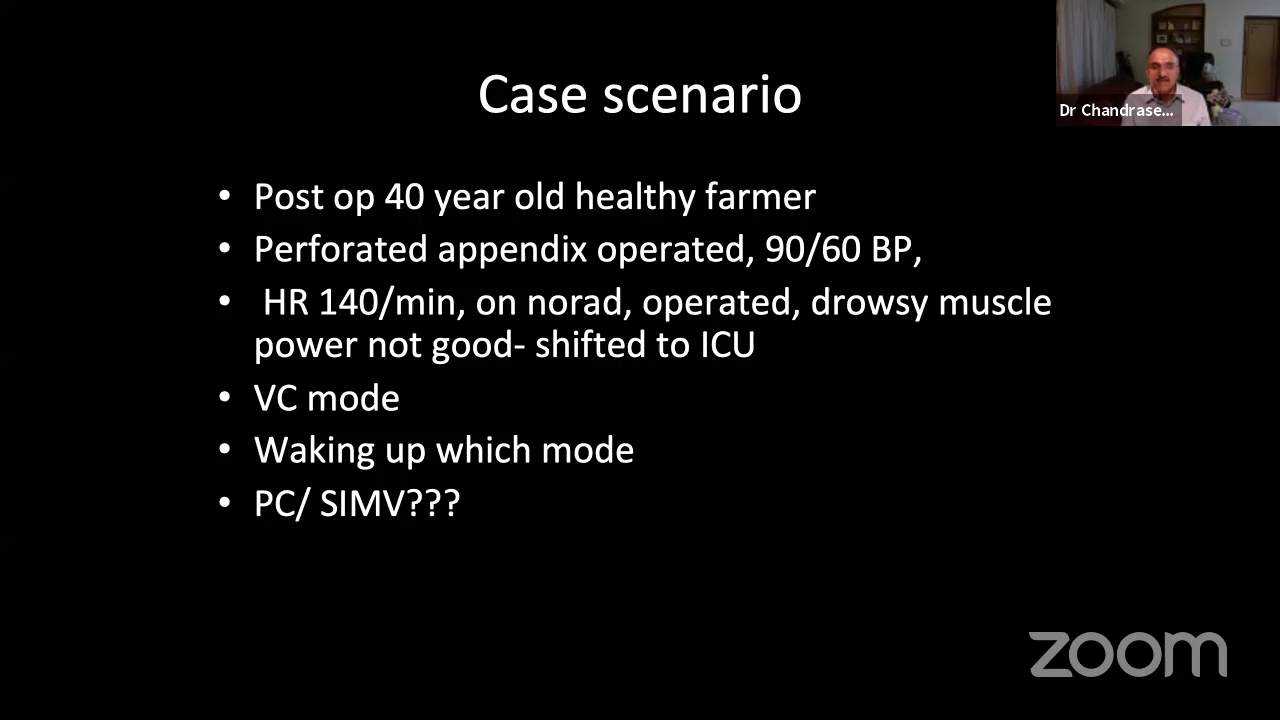 Dr Chandrase...
Case scenario
• Post op 40 year old healthy farmer
• Perforated appendix operated, 90/60 BP,
• HR 140/min, on norad, operated, drowsy muscle
power not good- shifted to ICU
• VC mode
• Waking up which mode
• PC/ SIMV???
zoom